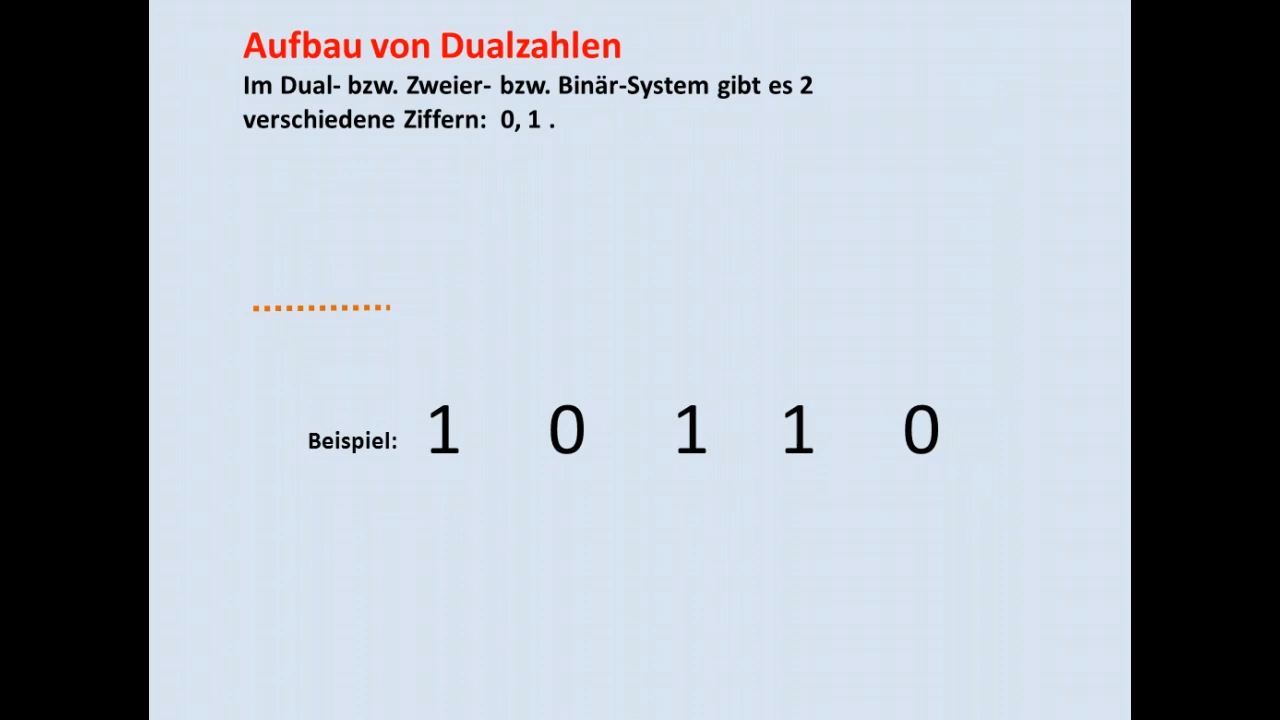 Aufbau von Dualzahlen
Im Dual- bzw. Zweier- bzw. Binär-System gibt es 2
verschiedene Ziffern:  0, 1 .
Beispiel: 1 0 1 1 0